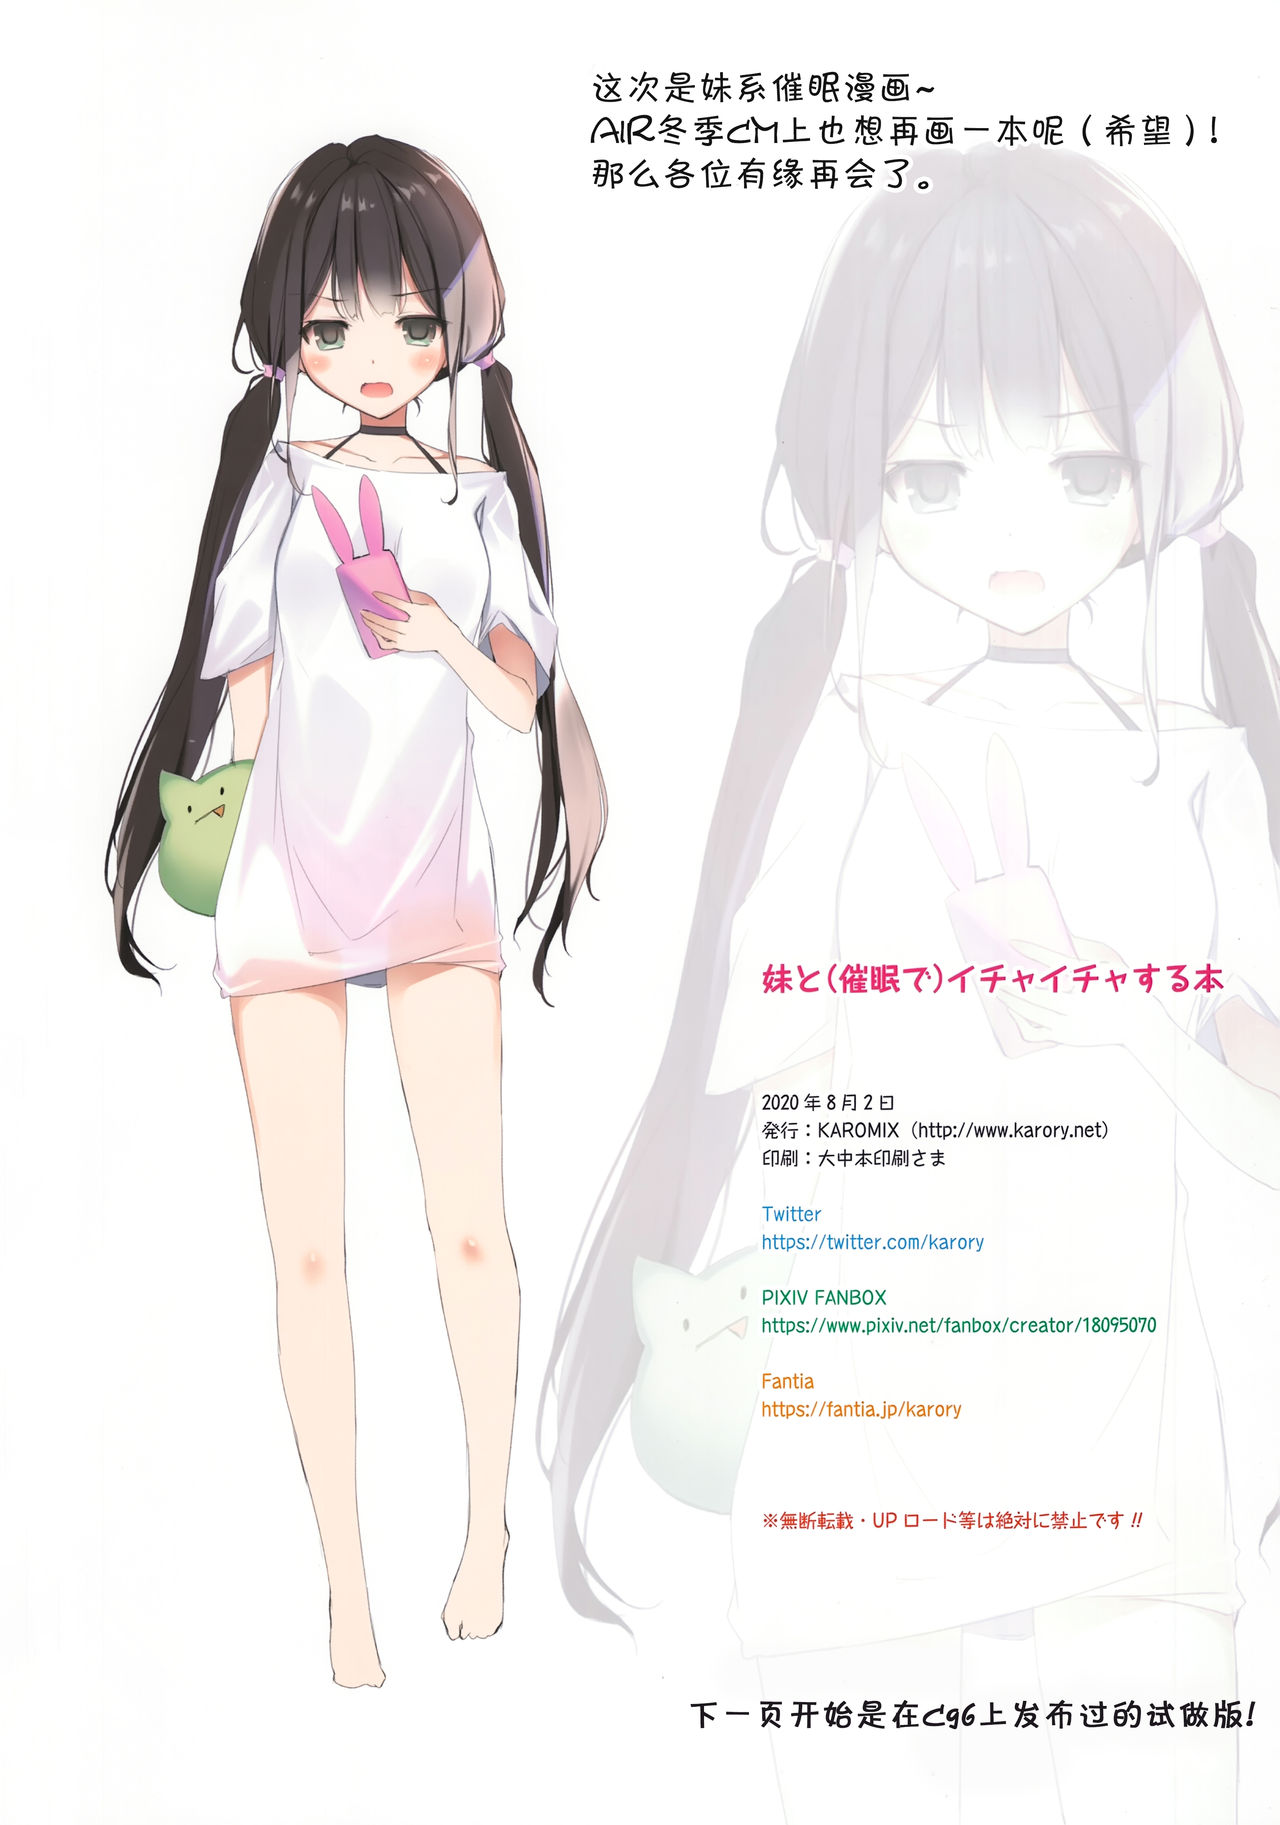 这次是妹系催眠漫画~
AIR冬季CM上也想再画一本呢(希望)!
那么各位有缘再会了。
妹と(催眠で)イチャイチャする本
2020年8月2日
発行：KAROMIX（http://www.karory.net）
印刷：大中本印刷さま
Twitter
https://twitter.com/karory
PIXIV FANBOX
https://www.pixiv.net/fanbox/creator/18095070
Fantia
https://fantia.jp/karory
※無断転載・UPロード等は絶対に禁止です!!
下一页开始是在C96上发布过的试做版!